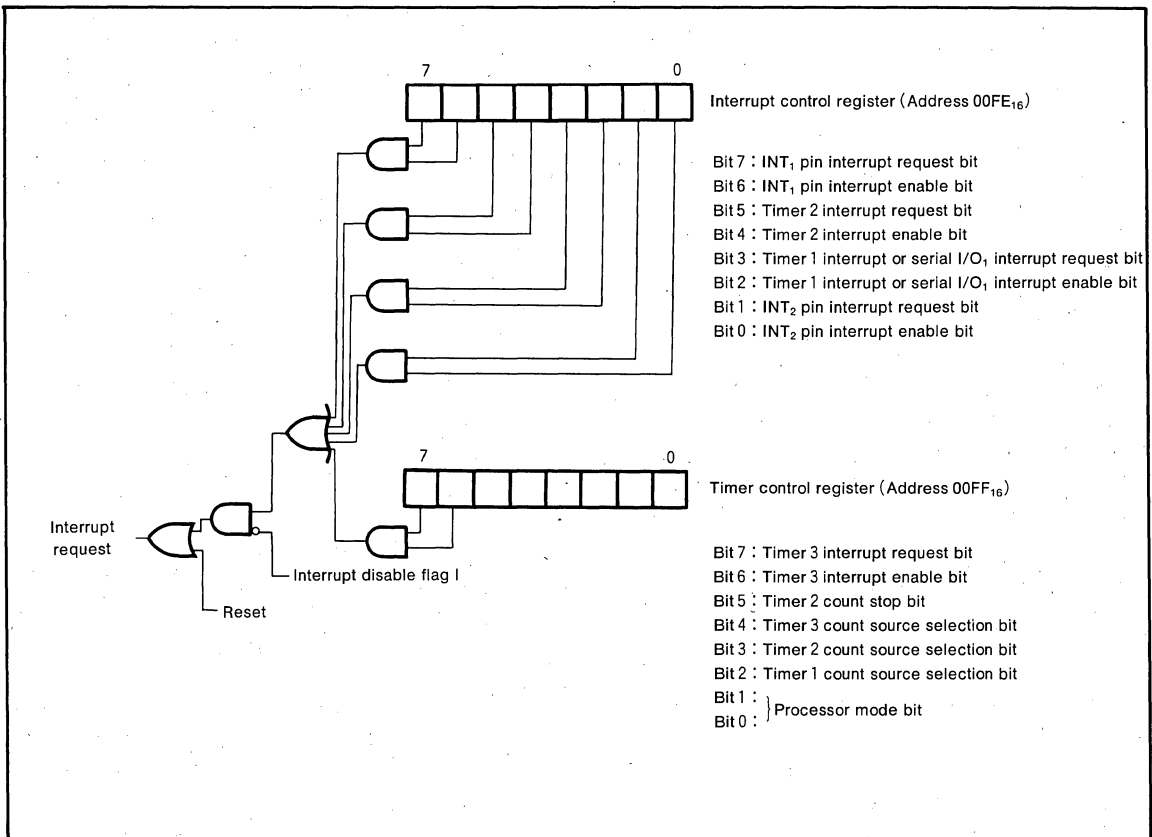 7 0
Interrupt control register (Address 00FE₁₆)
Bit 7 : INT₁ pin interrupt request bit
Bit 6 : INT₁ pin interrupt enable bit
Bit 5 : Timer 2 interrupt request bit
Bit 4 : Timer 2 interrupt enable bit
Bit 3 : Timer 1 interrupt or serial I/O₁ interrupt request bit
Bit 2 : Timer 1 interrupt or serial I/O₁ interrupt enable bit
Bit 1 : INT₂ pin interrupt request bit
Bit 0 : INT₂ pin interrupt enable bit
7 0
Timer control register (Address 00FF₁₆)
Interrupt
request
Interrupt disable flag I
Reset
Bit 7 : Timer 3 interrupt request bit
Bit 6 : Timer 3 interrupt enable bit
Bit 5 : Timer 2 count stop bit
Bit 4 : Timer 3 count source selection bit
Bit 3 : Timer 2 count source selection bit
Bit 2 : Timer 1 count source selection bit
Bit 1 :
Processor mode bit
Bit 0 :